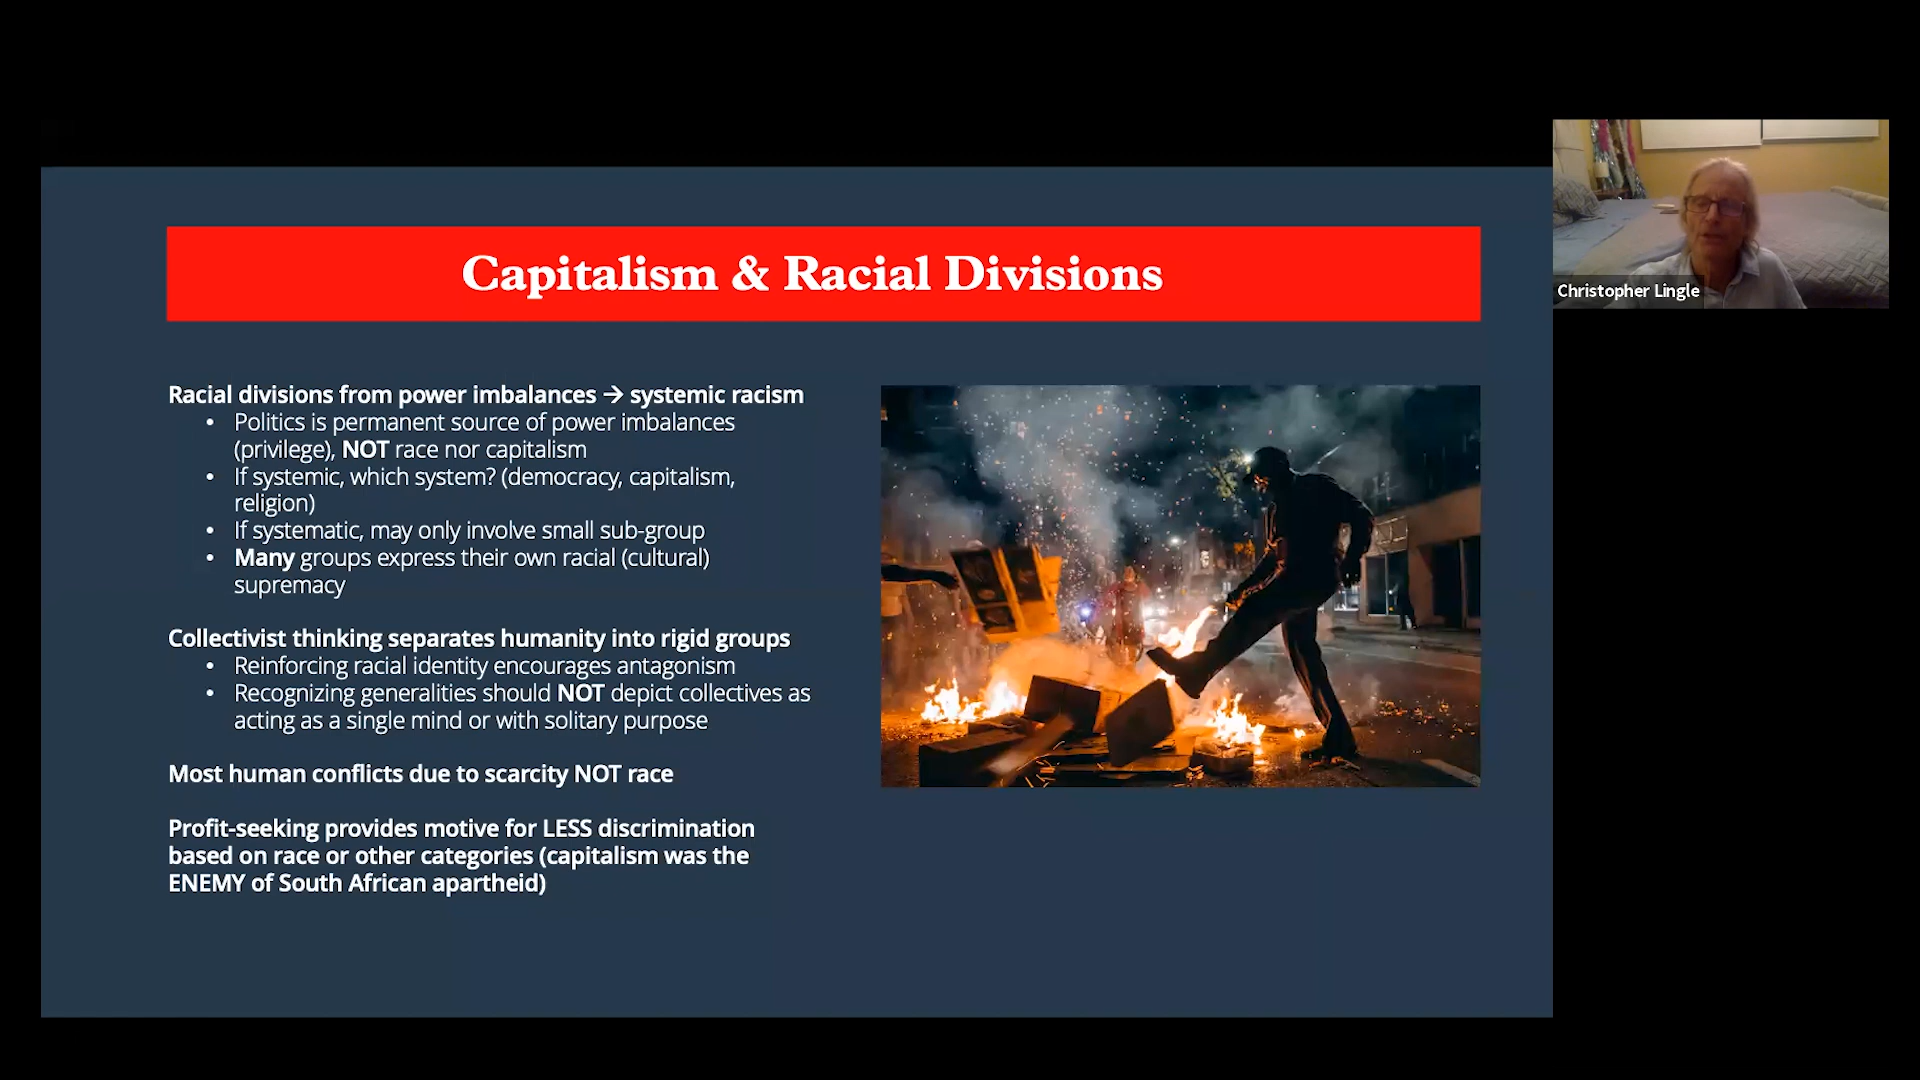 Capitalism & Racial Divisions
Christopher Lingle
Racial divisions from power imbalances → systemic racism
• Politics is permanent source of power imbalances
(privilege), NOT race nor capitalism
• If systemic, which system? (democracy, capitalism,
religion)
• If systematic, may only involve small sub-group
• Many groups express their own racial (cultural)
supremacy
Collectivist thinking separates humanity into rigid groups
• Reinforcing racial identity encourages antagonism
• Recognizing generalities should NOT depict collectives as
acting as a single mind or with solitary purpose
Most human conflicts due to scarcity NOT race
Profit-seeking provides motive for LESS discrimination
based on race or other categories (capitalism was the
ENEMY of South African apartheid)